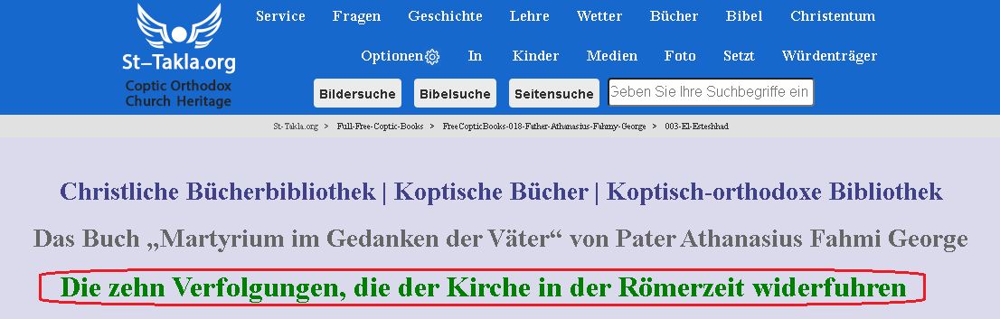 Service Fragen Geschichte Lehre Wetter Bücher Bibel Christentum
St-Takla.org
Optionen In Kinder Medien Foto Setzt Würdenträger
Coptic Orthodox
Church Heritage
Bildersuche Bibelsuche Seitensuche Geben Sie Ihre Suchbegriffe ein
St-Takla.org > Full-Free-Coptic-Books > FreeCopticBooks-018-Father-Athanasius-Fahmy-George > 003-El-Esteshhad
Christliche Bücherbibliothek | Koptische Bücher | Koptisch-orthodoxe Bibliothek
Das Buch „Martyrium im Gedanken der Väter“ von Pater Athanasius Fahmi George
Die zehn Verfolgungen, die der Kirche in der Römerzeit widerfuhren